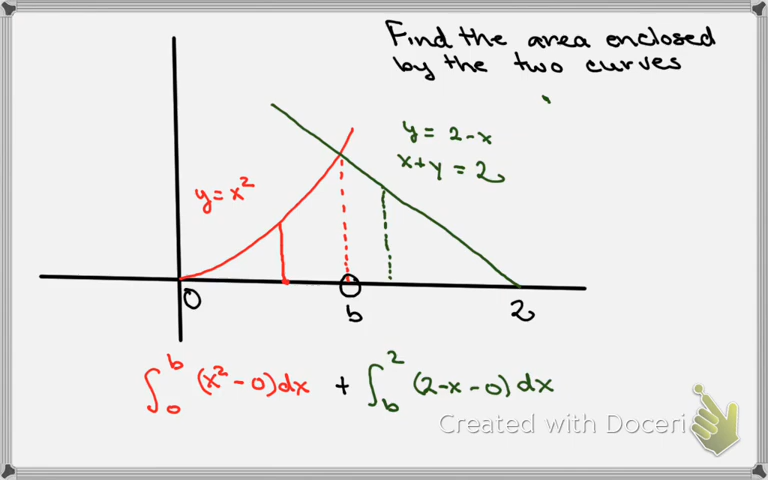 Find the area enclosed
by the two curves
y = 2-x
x+y = 2
y=x²
0
b
2
∫₀ᵇ (x²-0)dx + ∫_b² (2-x-0)dx
Created with Doceri